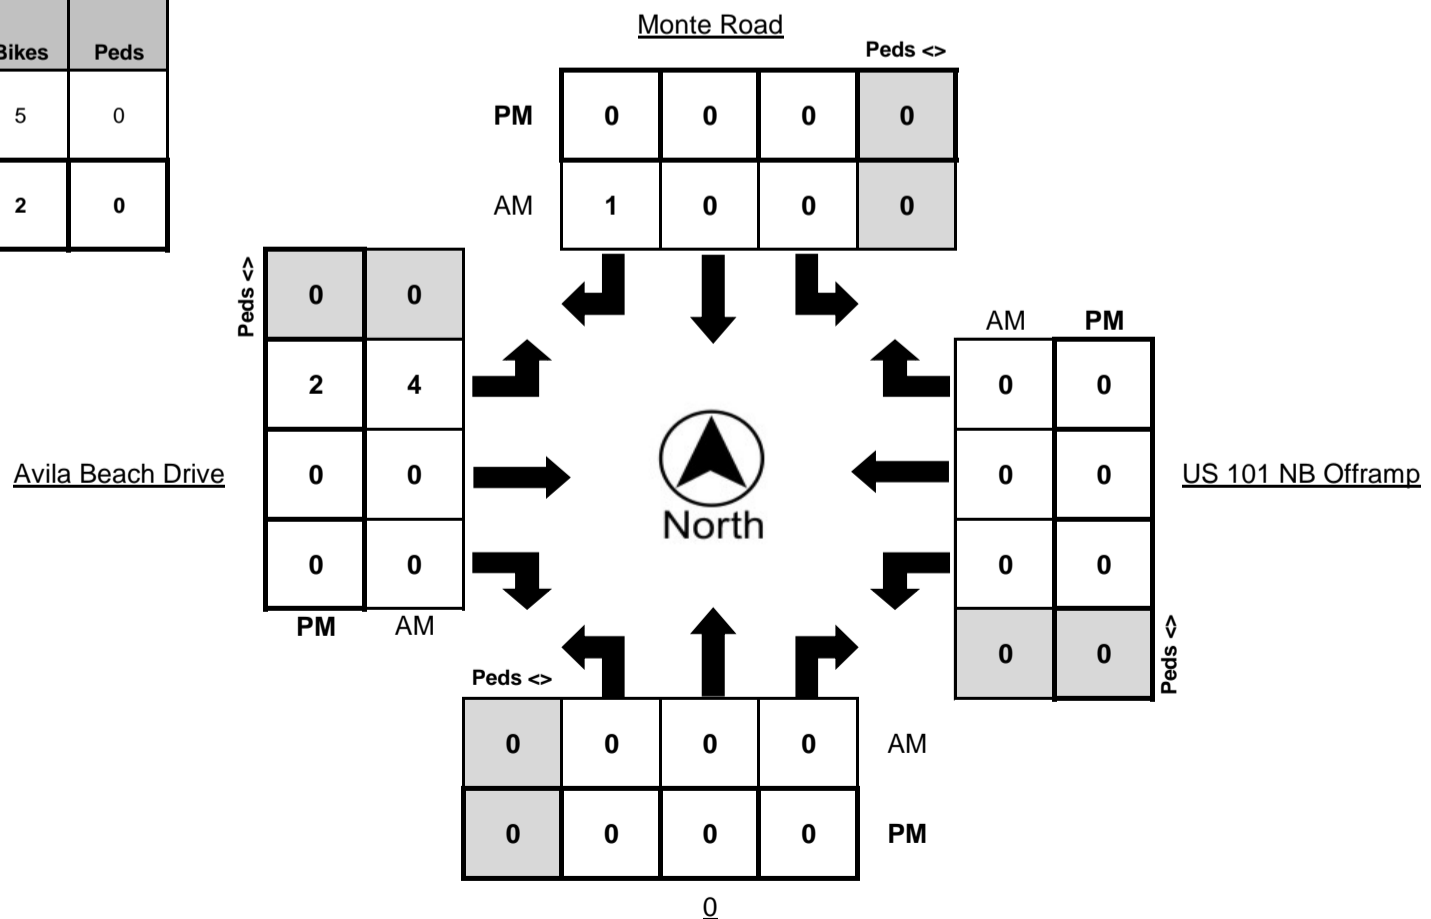 Monte Road
Bikes Peds
Peds <>
5 0
PM 0 0 0 0
2 0
AM 1 0 0 0
Peds <>
0 0
AM PM
2 4
0 0
Avila Beach Drive
0 0
North
0 0
US 101 NB Offramp
0 0
0 0
PM AM
0 0
Peds <>
Peds <>
0 0 0 0 AM
0 0 0 0 PM
0